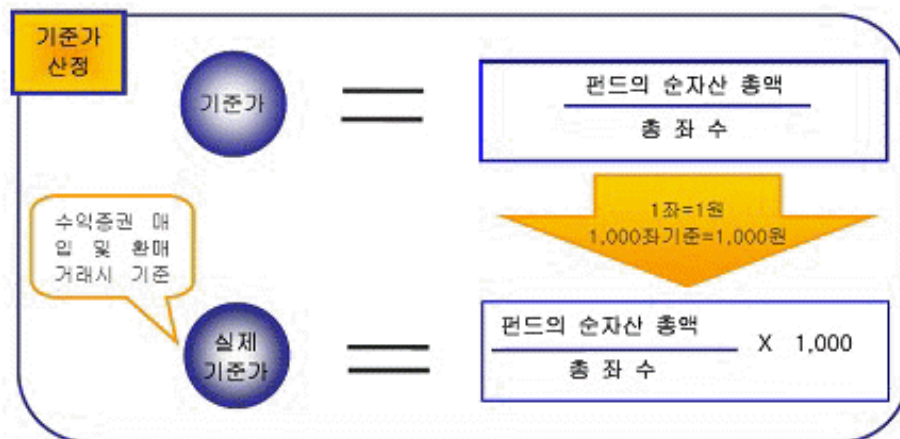 기준가
산정
기준가
펀드의 순자산 총액
총 좌 수
1좌=1원
1,000좌기준=1,000원
수익증권 매
입 및 환매
거래시 기준
실제
기준가
펀드의 순자산 총액
총 좌 수
X 1,000